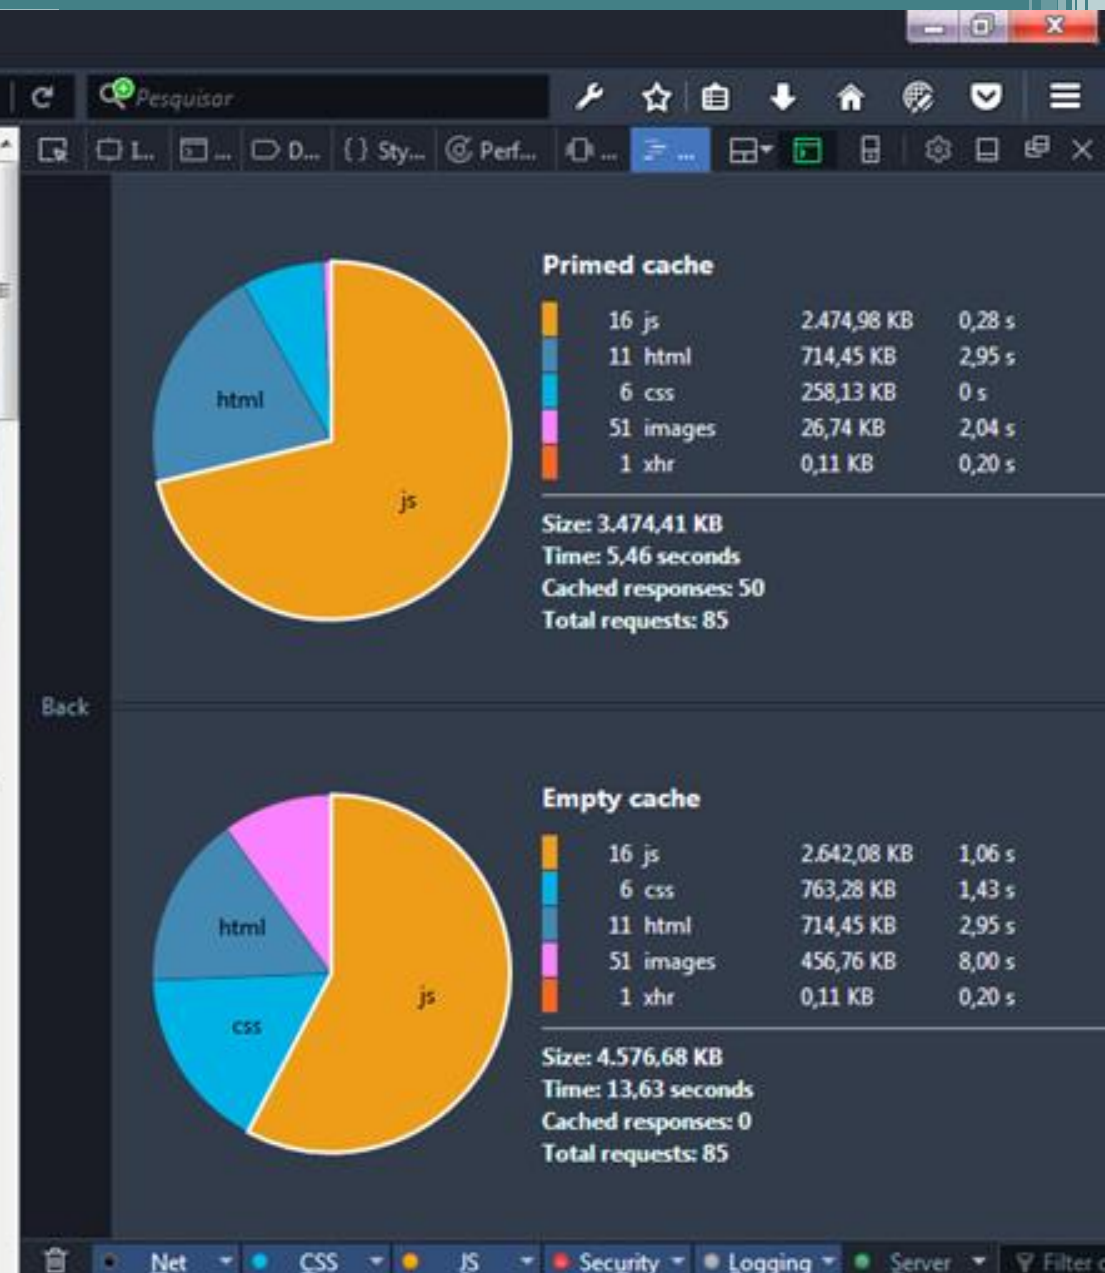 Pesquisar
I... ... D... { } Sty... Perf... ... ...
Primed cache
16 js 2.474,98 KB 0,28 s
11 html 714,45 KB 2,95 s
6 css 258,13 KB 0 s
51 images 26,74 KB 2,04 s
1 xhr 0,11 KB 0,20 s
html
js
Size: 3.474,41 KB
Time: 5,46 seconds
Cached responses: 50
Total requests: 85
Back
Empty cache
16 js 2.642,08 KB 1,06 s
6 css 763,28 KB 1,43 s
11 html 714,45 KB 2,95 s
51 images 456,76 KB 8,00 s
1 xhr 0,11 KB 0,20 s
html
js
css
Size: 4.576,68 KB
Time: 13,63 seconds
Cached responses: 0
Total requests: 85
Net CSS JS Security Logging Server Filter